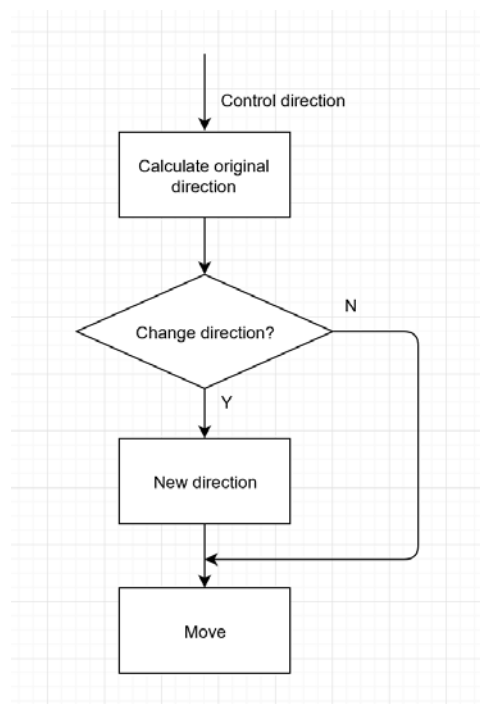 Control direction
Calculate original
direction
N
Change direction?
Y
New direction
Move